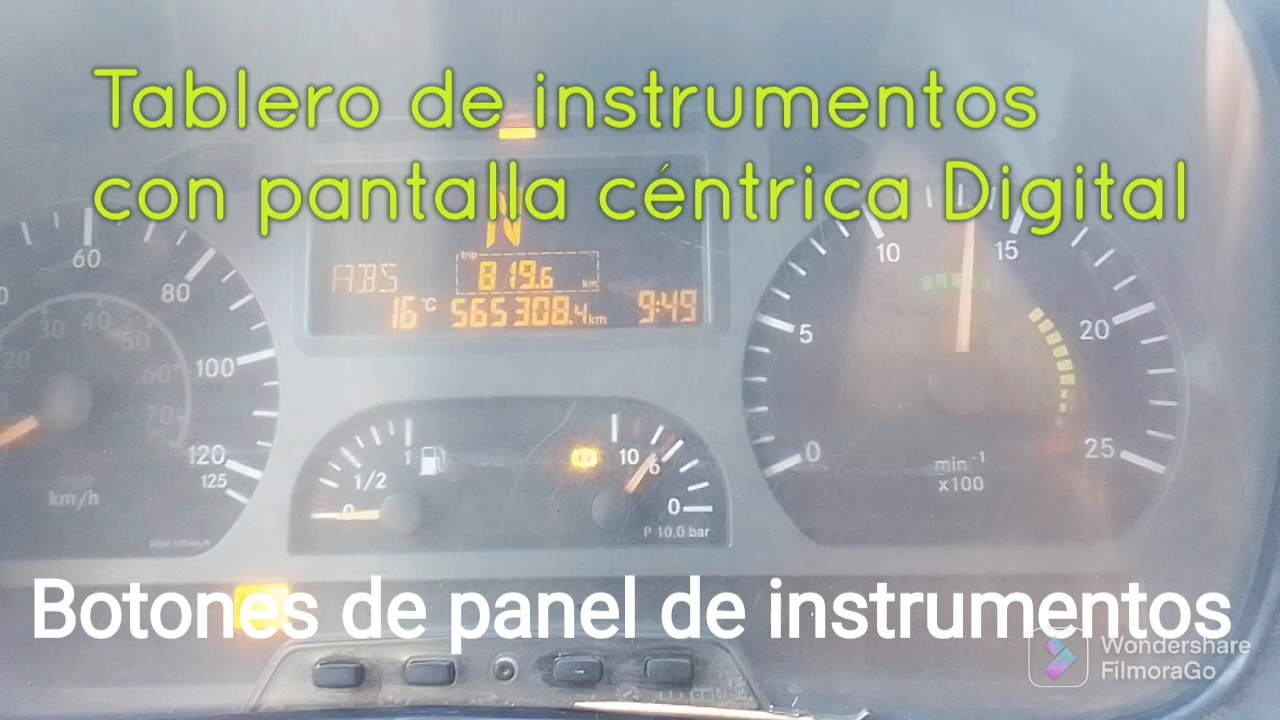 Tablero de instrumentos
con pantalla céntrica Digital
N
ABS
trip
819.6 km
16 °C 565308.4 km 9:49
60
80
100
120
125
30
40
50
20
60
70
km/h
1/2
1
0
10
6
0
P 10.0 bar
0
5
10
15
20
25
min⁻¹
x100
Botones de panel de instrumentos
Wondershare
FilmoraGo